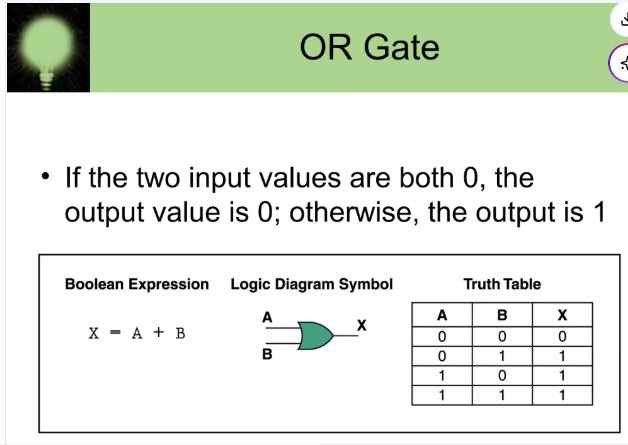 OR Gate
• If the two input values are both 0, the
output value is 0; otherwise, the output is 1
Boolean Expression Logic Diagram Symbol Truth Table
X = A + B
A
B
X
A B X
0 0 0
0 1 1
1 0 1
1 1 1